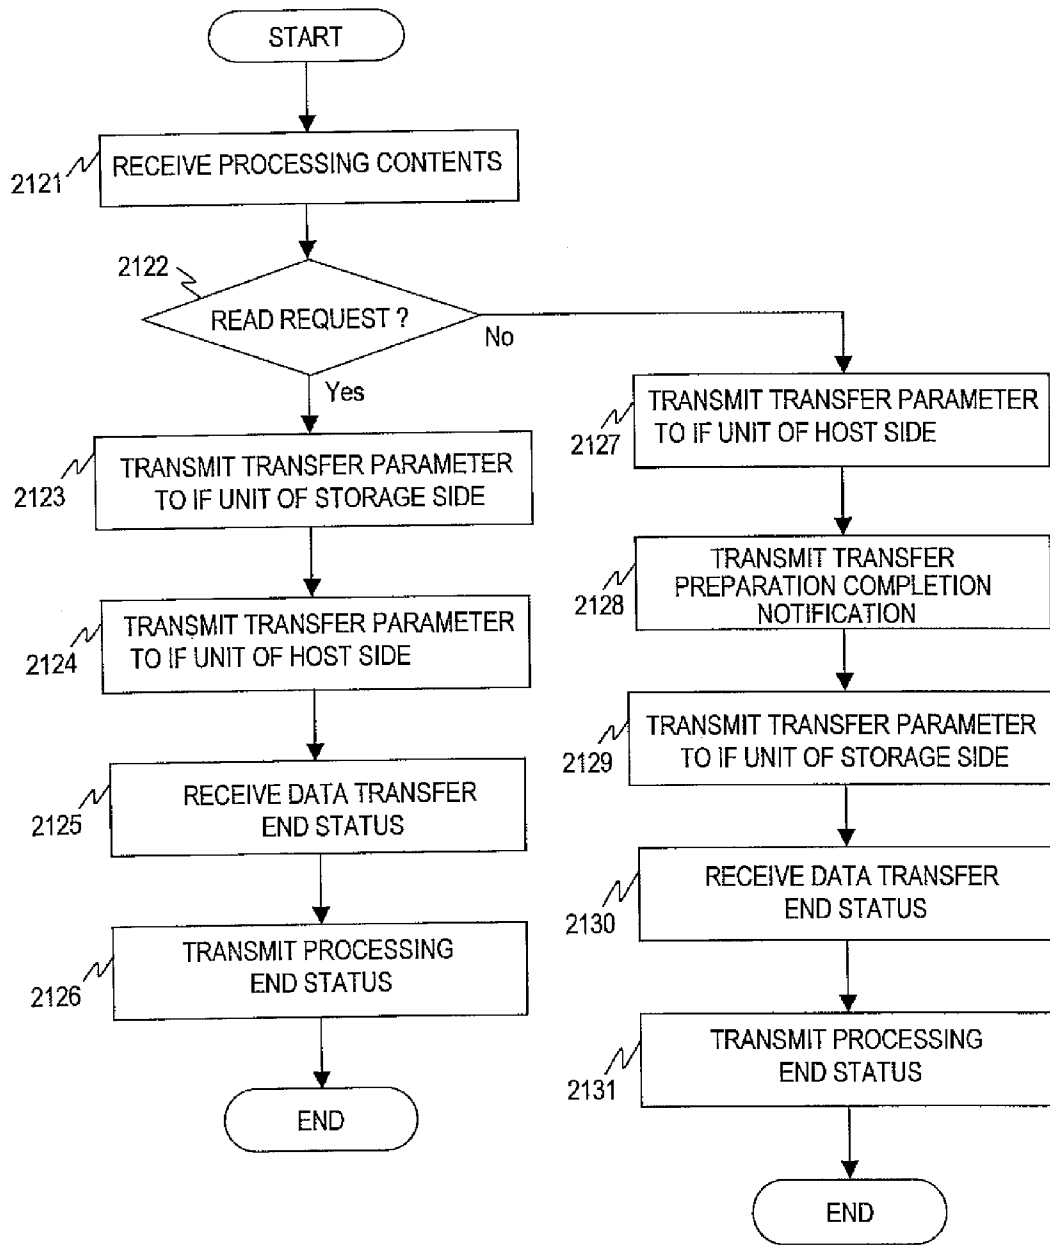 START
2121
RECEIVE PROCESSING CONTENTS
2122
READ REQUEST ?
No
Yes
2123
TRANSMIT TRANSFER PARAMETER
TO IF UNIT OF STORAGE SIDE
2124
TRANSMIT TRANSFER PARAMETER
TO IF UNIT OF HOST SIDE
2125
RECEIVE DATA TRANSFER
END STATUS
2126
TRANSMIT PROCESSING
END STATUS
END
2127
TRANSMIT TRANSFER PARAMETER
TO IF UNIT OF HOST SIDE
2128
TRANSMIT TRANSFER
PREPARATION COMPLETION
NOTIFICATION
2129
TRANSMIT TRANSFER PARAMETER
TO IF UNIT OF STORAGE SIDE
2130
RECEIVE DATA TRANSFER
END STATUS
2131
TRANSMIT PROCESSING
END STATUS
END